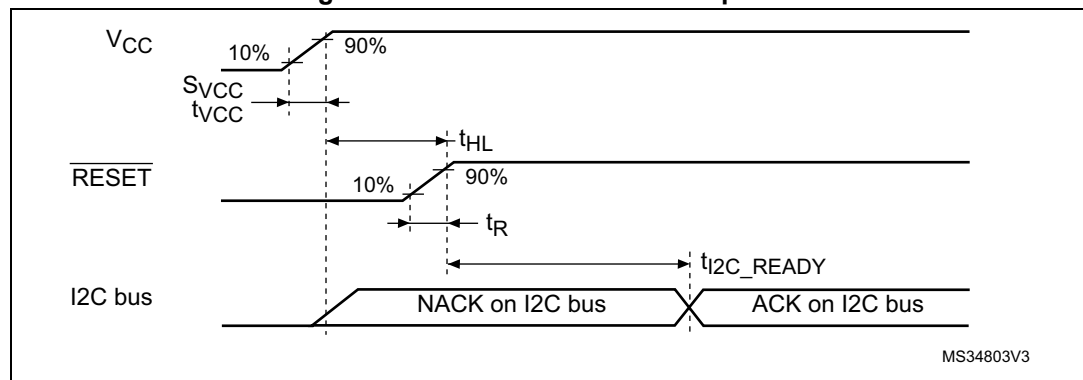 VCC
10%
90%
SVCC
tVCC
tHL
RESET
10%
90%
tR
tI2C_READY
I2C bus
NACK on I2C bus
ACK on I2C bus
MS34803V3